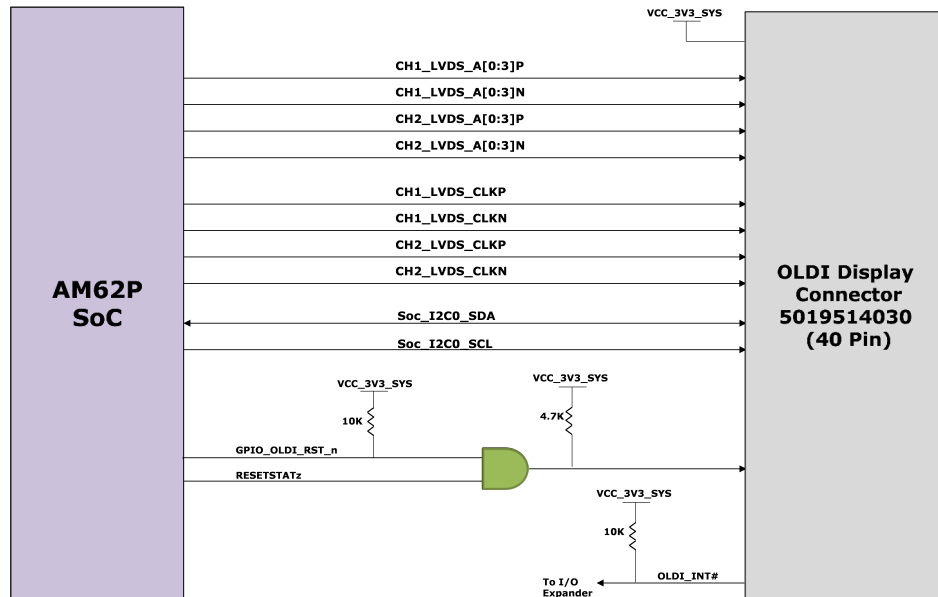 VCC_3V3_SYS
CH1_LVDS_A[0:3]P
CH1_LVDS_A[0:3]N
CH2_LVDS_A[0:3]P
CH2_LVDS_A[0:3]N
CH1_LVDS_CLKP
CH1_LVDS_CLKN
CH2_LVDS_CLKP
CH2_LVDS_CLKN
AM62P
SoC
OLDI Display
Connector
5019514030
(40 Pin)
Soc_I2C0_SDA
Soc_I2C0_SCL
VCC_3V3_SYS
10K
VCC_3V3_SYS
4.7K
GPIO_OLDI_RST_n
RESETSTATz
VCC_3V3_SYS
10K
OLDI_INT#
To I/O
Expander